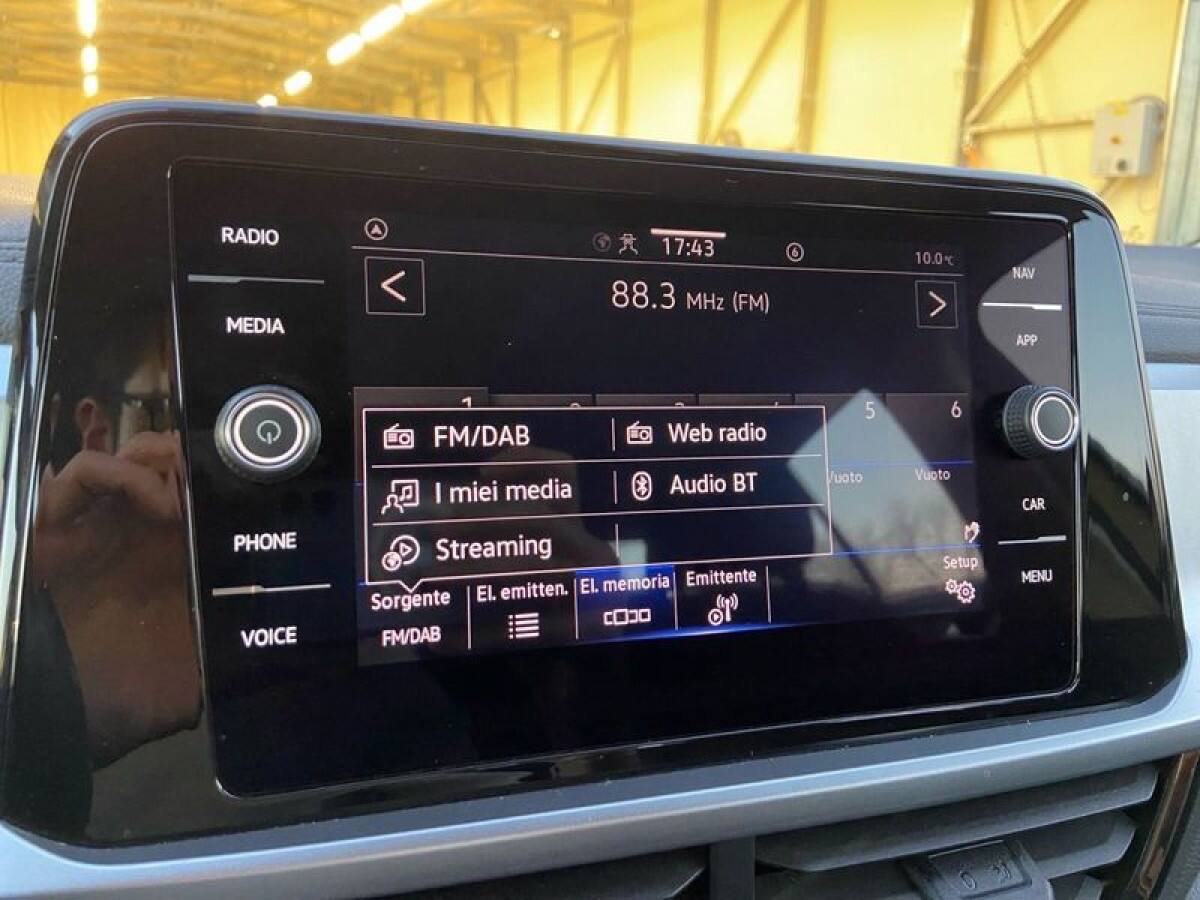 RADIO
MEDIA
PHONE
VOICE
17:43
6
10.0°C
<
88.3 MHz (FM)
>
1
5
6
Vuoto
FM/DAB
Web radio
I miei media
Audio BT
Streaming
Sorgente
FM/DAB
El. emitten.
El. memoria
Emittente
Setup
NAV
APP
CAR
MENU